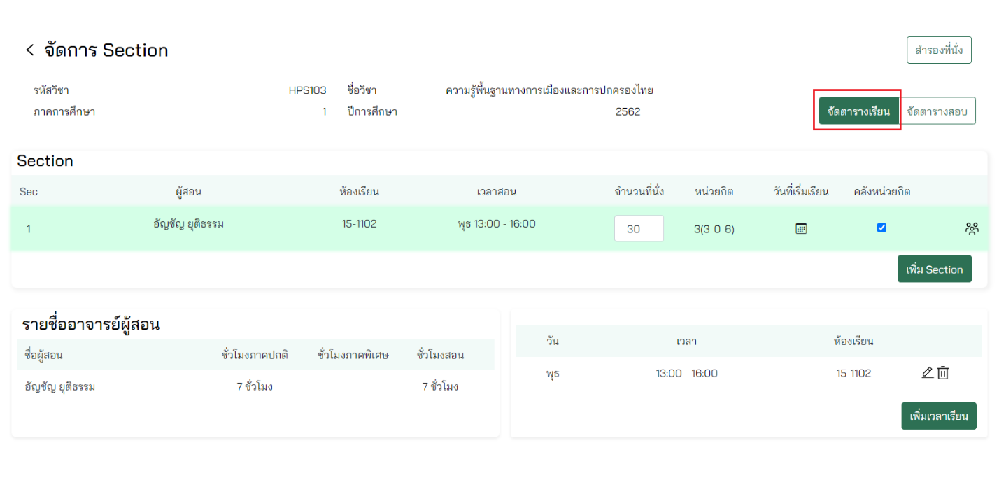 จัดการ Section
สำรองที่นั่ง
รหัสวิชา HPS103 ชื่อวิชา ความรู้พื้นฐานทางการเมืองและการปกครองไทย
ภาคการศึกษา 1 ปีการศึกษา 2562
จัดตารางเรียน จัดตารางสอบ
Section
Sec ผู้สอน ห้องเรียน เวลาสอน จำนวนที่นั่ง หน่วยกิต วันที่เริ่มเรียน คลังหน่วยกิต
1 อัญชัญ ยุติธรรม 15-1102 พุธ 13:00 - 16:00 30 3(3-0-6)
เพิ่ม Section
รายชื่ออาจารย์ผู้สอน
ชื่อผู้สอน ชั่วโมงภาคปกติ ชั่วโมงภาคพิเศษ ชั่วโมงสอน
อัญชัญ ยุติธรรม 7 ชั่วโมง 7 ชั่วโมง
วัน เวลา ห้องเรียน
พุธ 13:00 - 16:00 15-1102
เพิ่มเวลาเรียน